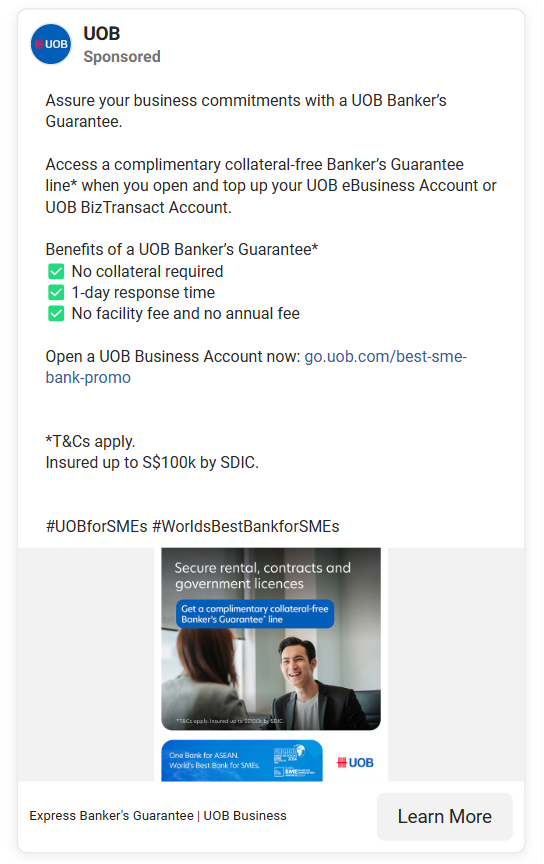 UOB
UOB
Sponsored
Assure your business commitments with a UOB Banker’s
Guarantee.
Access a complimentary collateral-free Banker’s Guarantee
line* when you open and top up your UOB eBusiness Account or
UOB BizTransact Account.
Benefits of a UOB Banker’s Guarantee*
✅ No collateral required
✅ 1-day response time
✅ No facility fee and no annual fee
Open a UOB Business Account now: go.uob.com/best-sme-
bank-promo
*T&Cs apply.
Insured up to S$100k by SDIC.
#UOBforSMEs #WorldsBestBankforSMEs
Secure rental, contracts and
government licences
Get a complimentary collateral-free
Banker's Guarantee* line
*T&Cs apply. Insured up to S$100k by SDIC.
One Bank for ASEAN.
World's Best Bank for SMEs.
SME
UOB
Express Banker's Guarantee | UOB Business
Learn More